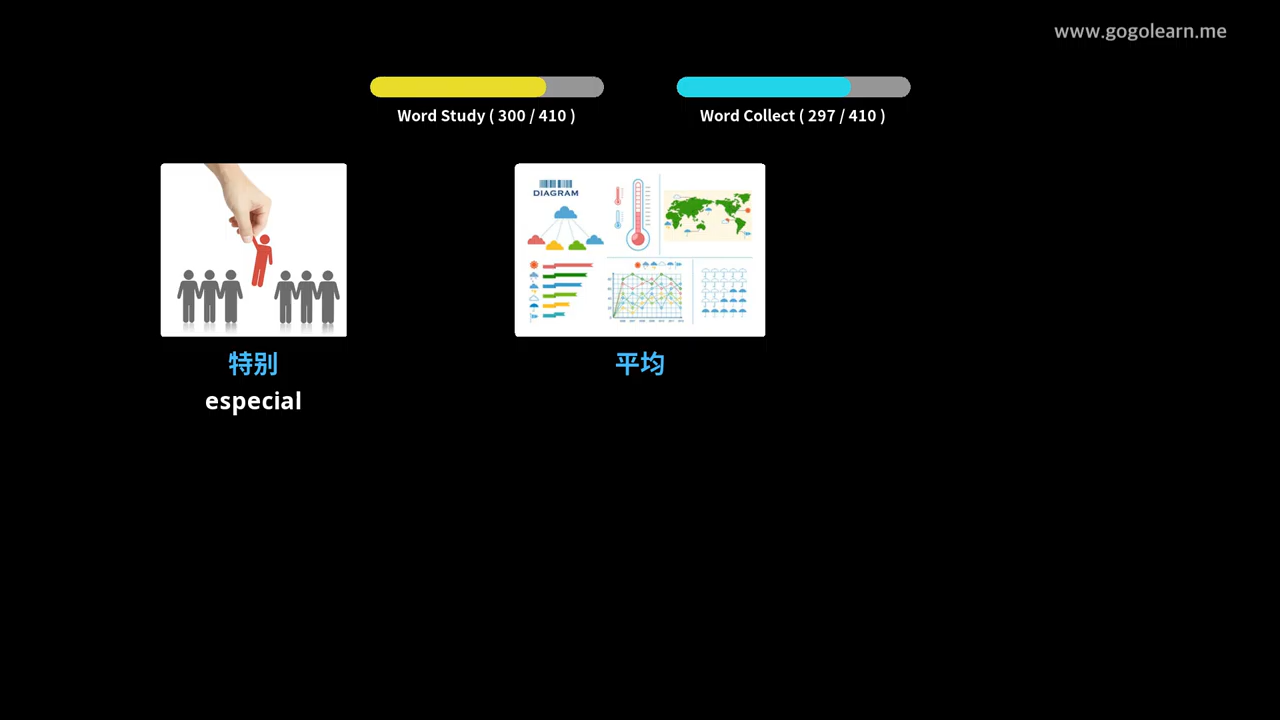 www.gogolearn.me
Word Study ( 300 / 410 )
Word Collect ( 297 / 410 )
DIAGRAM
特别
especial
平均